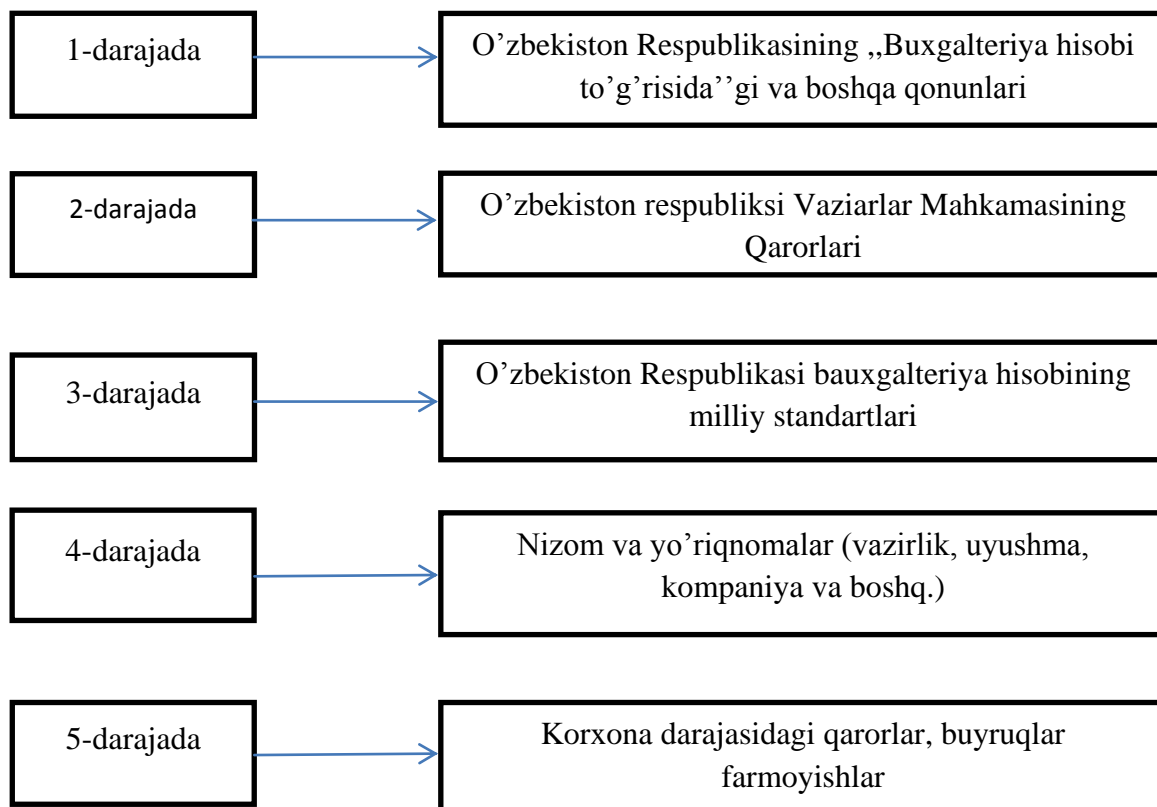 1-darajada
O’zbekiston Respublikasining ,,Buxgalteriya hisobi
to’g’risida’’gi va boshqa qonunlari
2-darajada
O’zbekiston respubliksi Vaziarlar Mahkamasining
Qarorlari
3-darajada
O’zbekiston Respublikasi bauxgalteriya hisobining
milliy standartlari
4-darajada
Nizom va yo’riqnomalar (vazirlik, uyushma,
kompaniya va boshq.)
5-darajada
Korxona darajasidagi qarorlar, buyruqlar
farmoyishlar